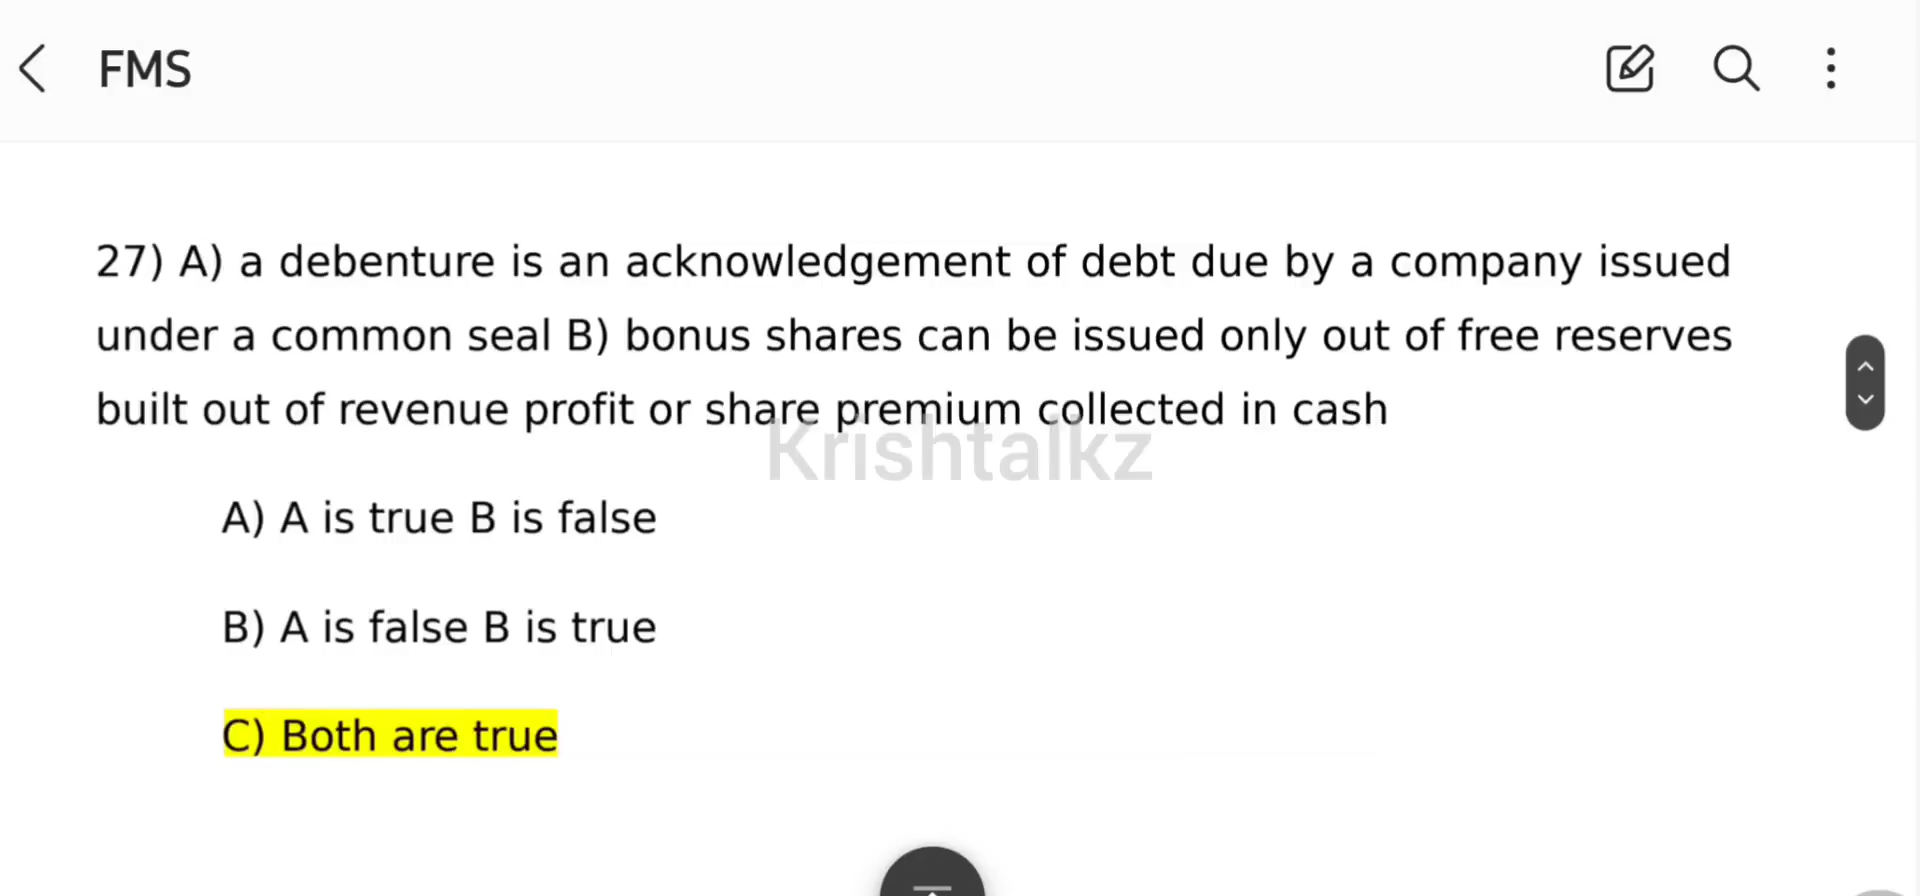 FMS
27) A) a debenture is an acknowledgement of debt due by a company issued
under a common seal B) bonus shares can be issued only out of free reserves
built out of revenue profit or share premium collected in cash
Krishtalkz
A) A is true B is false
B) A is false B is true
C) Both are true